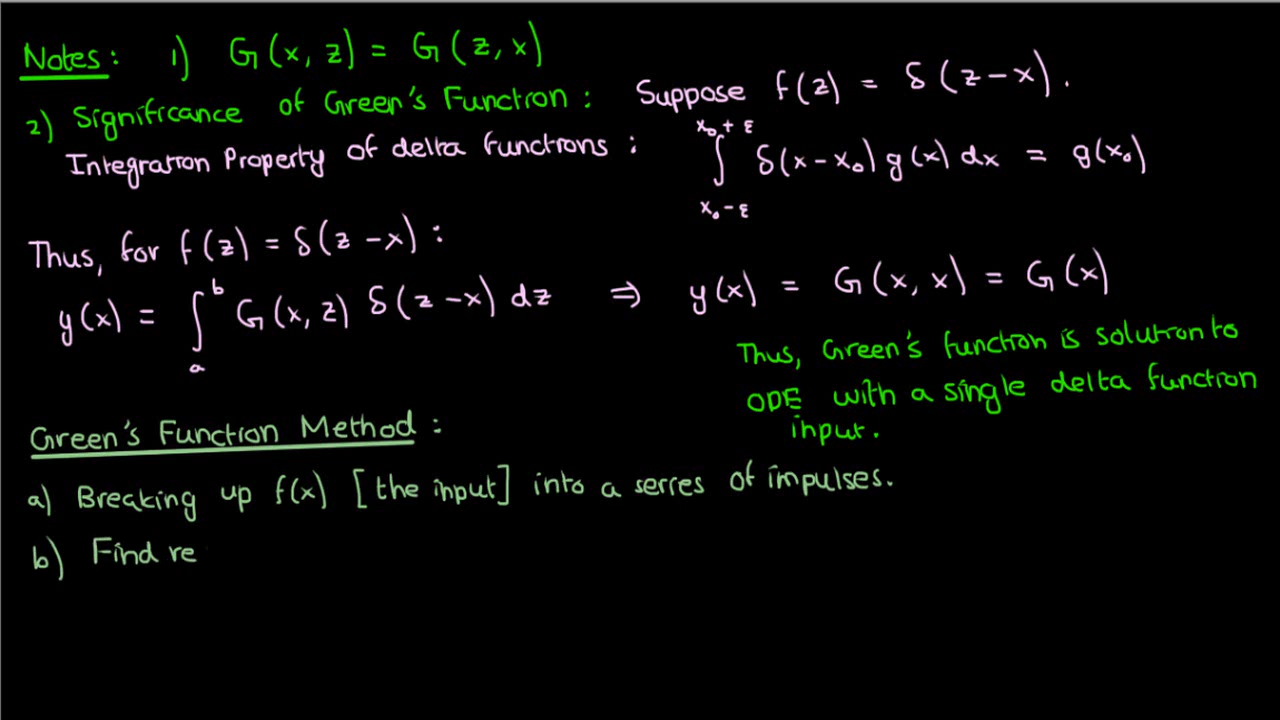 Notes: 1) G(x, z) = G(z, x)
2) Significance of Green's Function: Suppose f(z) = δ(z-x).
Integration Property of delta functions: ∫_{x₀-ε}^{x₀+ε} δ(x-x₀) g(x) dx = g(x₀)
Thus, for f(z) = δ(z-x):
y(x) = ∫_a^b G(x, z) δ(z-x) dz ⇒ y(x) = G(x, x) = G(x)
Thus, Green's function is solution to
ODE with a single delta function
input.
Green's Function Method:
a) Breaking up f(x) [the input] into a series of impulses.
b) Find re